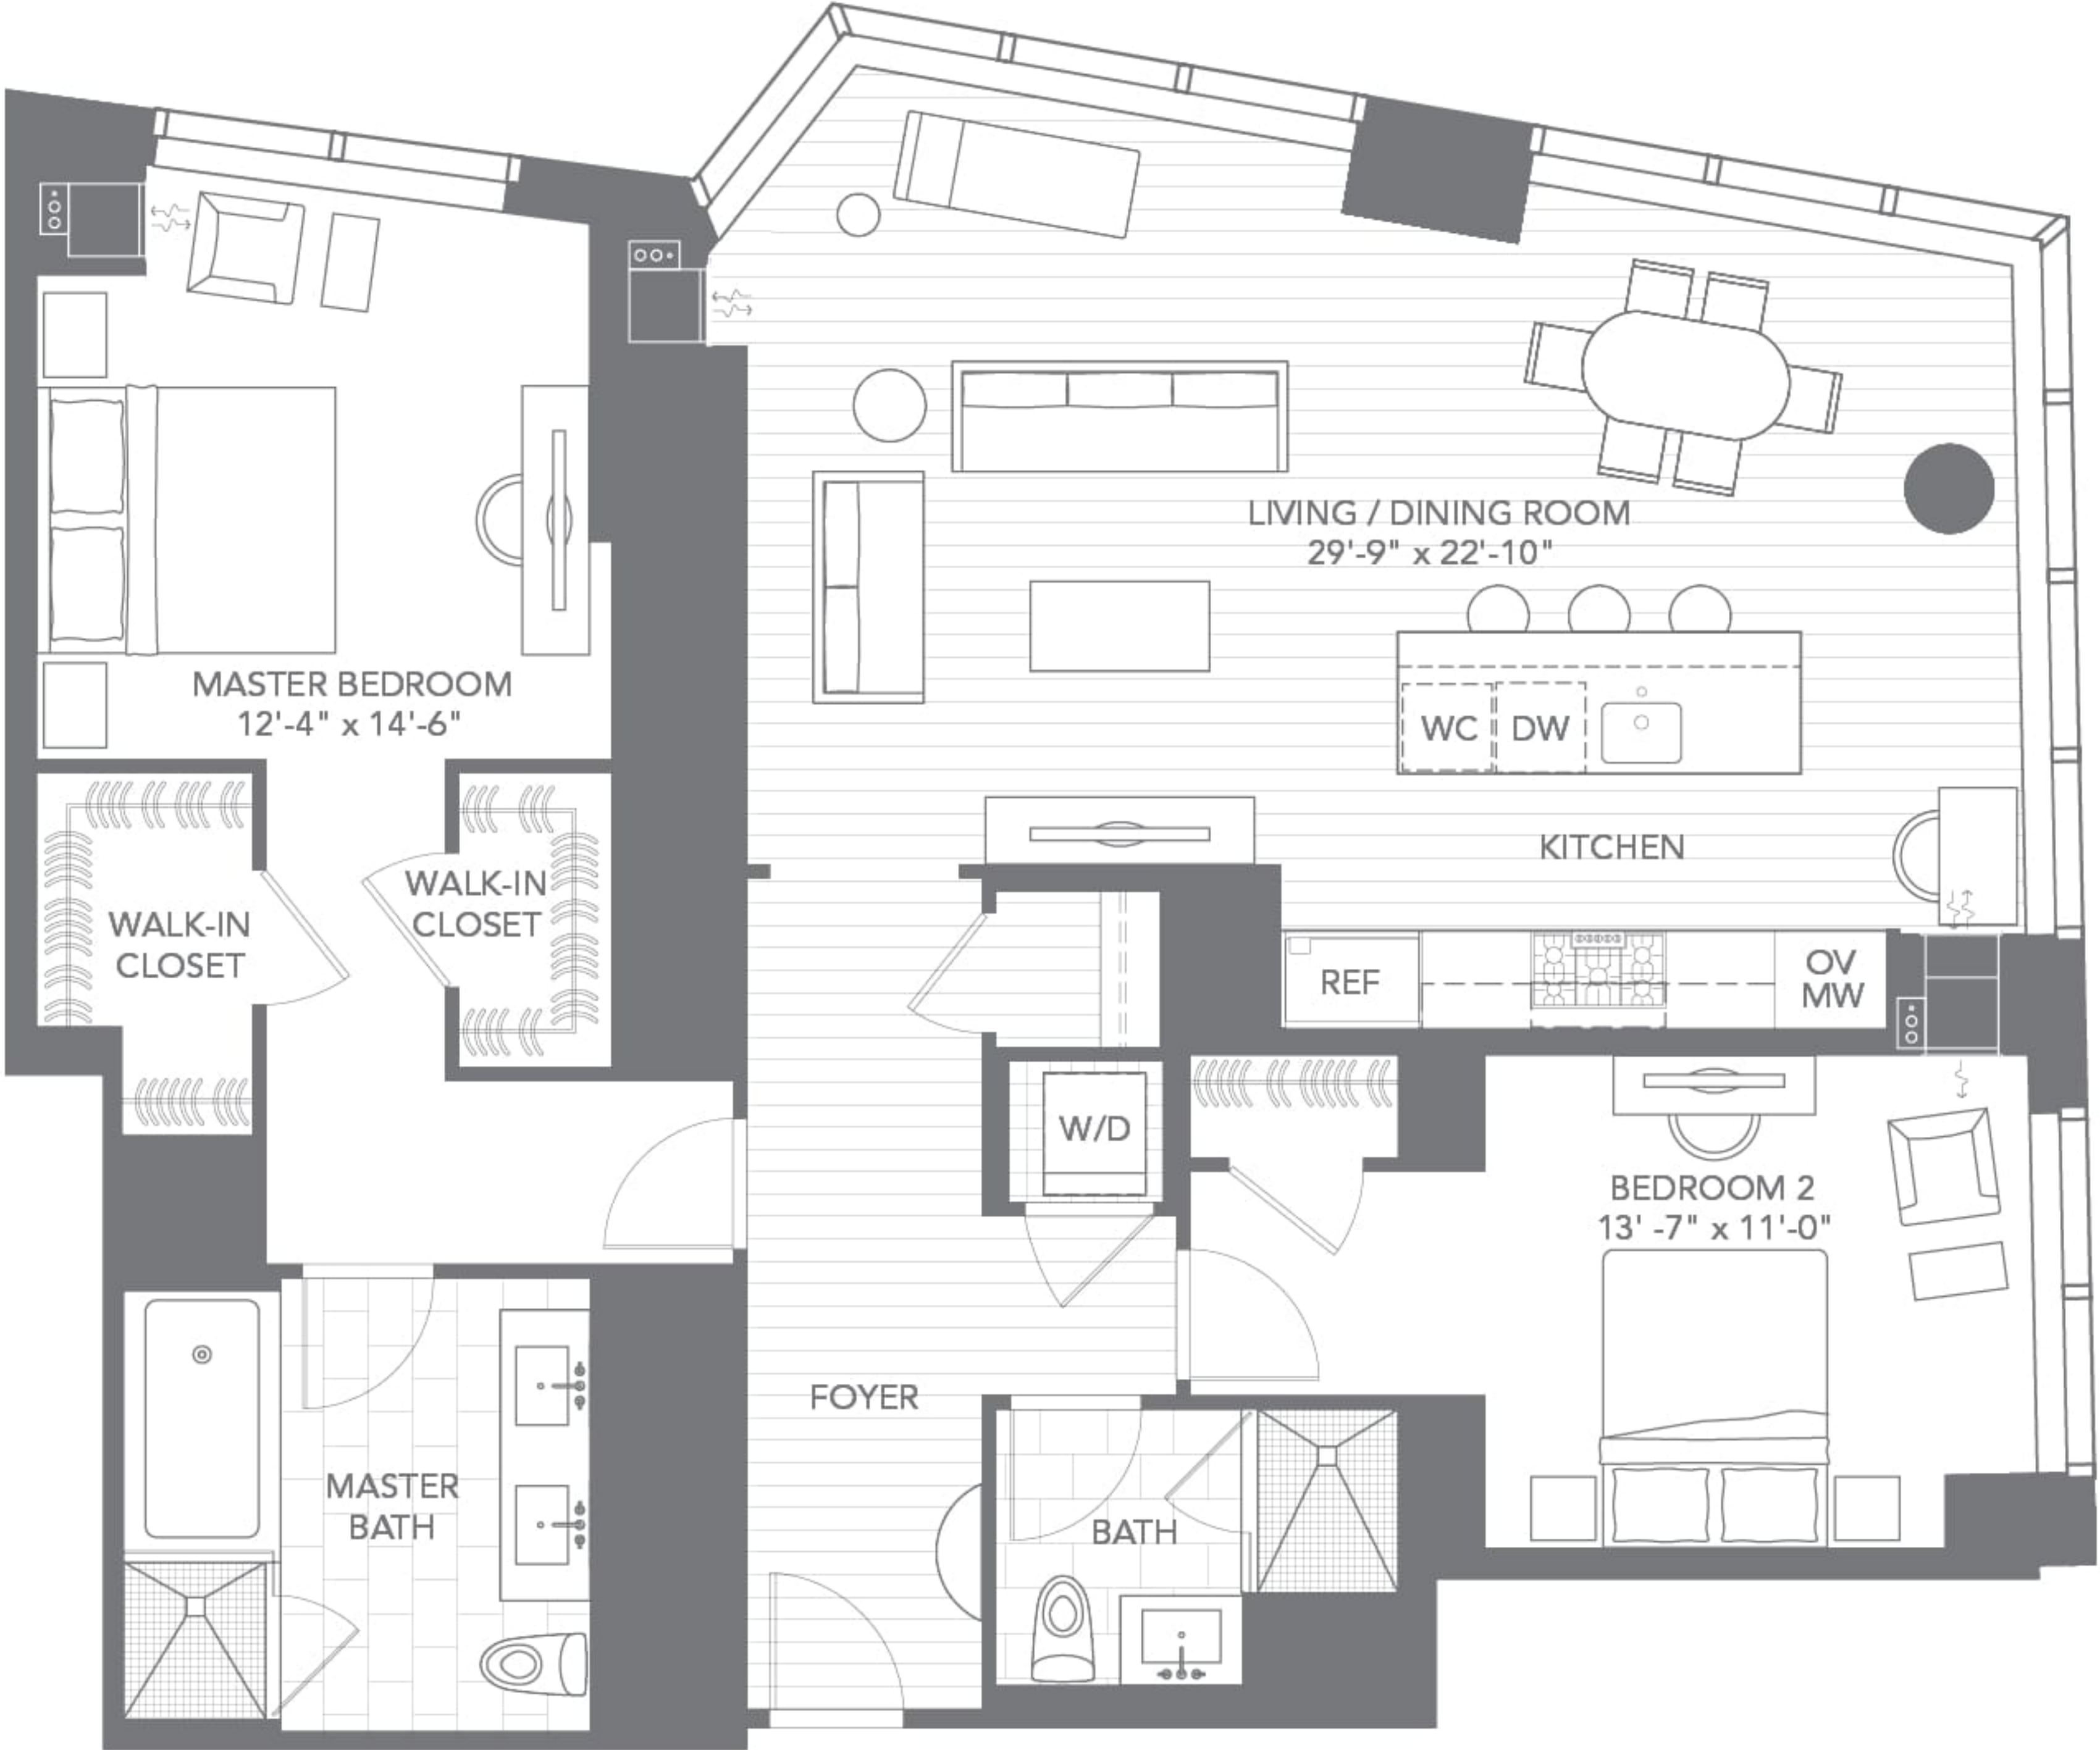 LIVING / DINING ROOM
29'-9" x 22'-10"
MASTER BEDROOM
12'-4" x 14'-6"
WC
DW
KITCHEN
WALK-IN
CLOSET
WALK-IN
CLOSET
REF
OV
MW
W/D
BEDROOM 2
13' -7" x 11'-0"
FOYER
MASTER
BATH
BATH